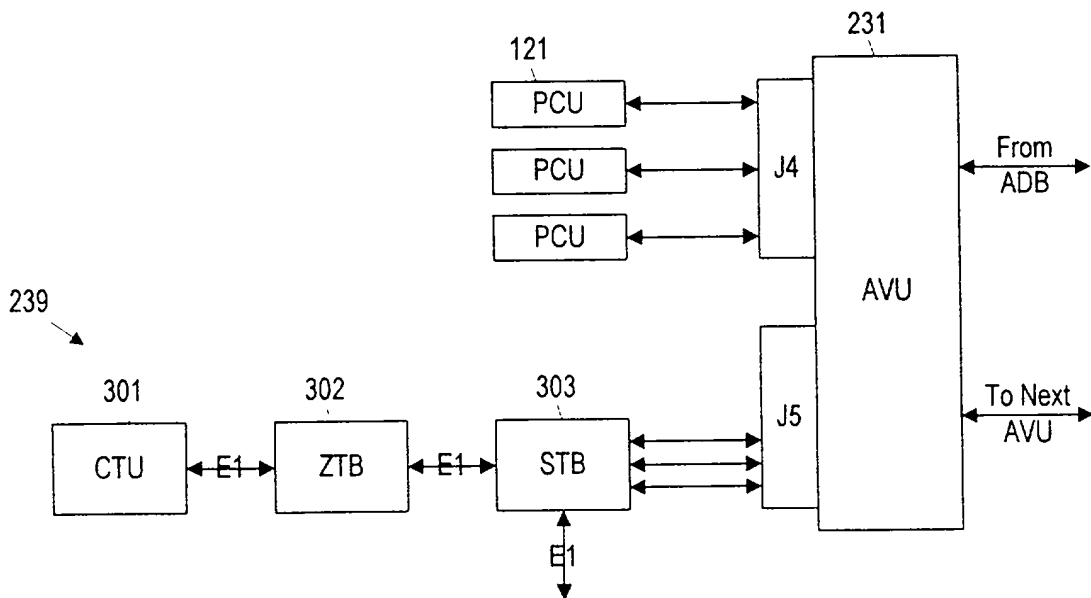 231
121
PCU
PCU
PCU
J4
From
ADB
AVU
239
301
302
303
J5
To Next
AVU
CTU
E1
ZTB
E1
STB
E1